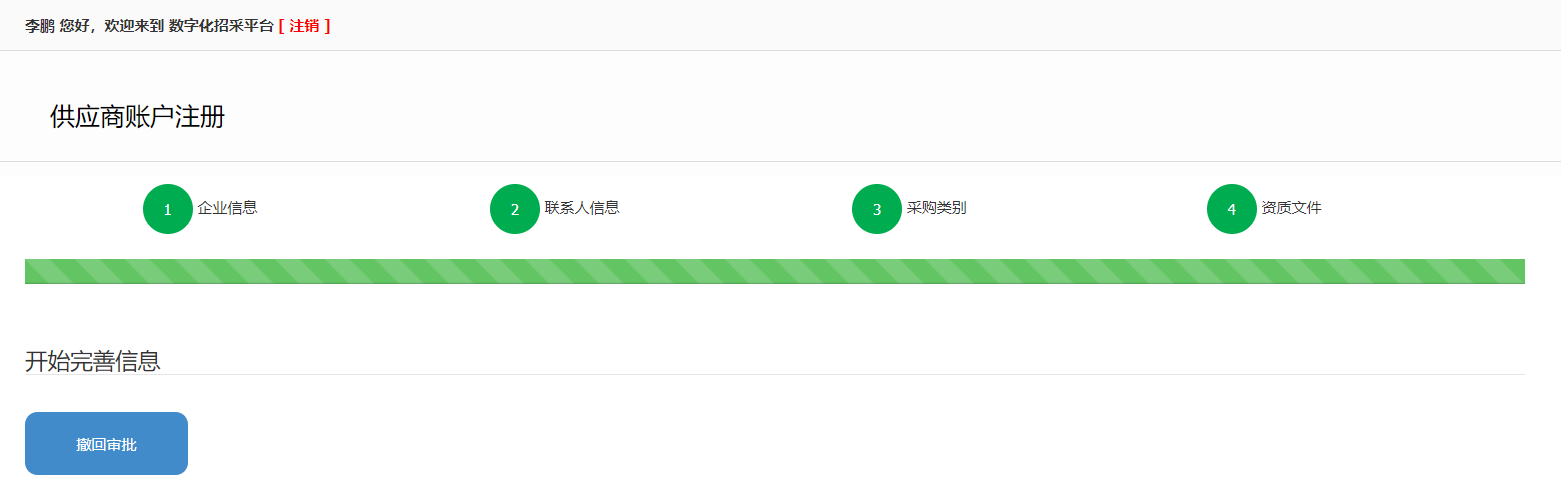 李鹏 您好，欢迎来到 数字化招采平台 [ 注销 ]
供应商账户注册
1 企业信息 2 联系人信息 3 采购类别 4 资质文件
开始完善信息
撤回审批